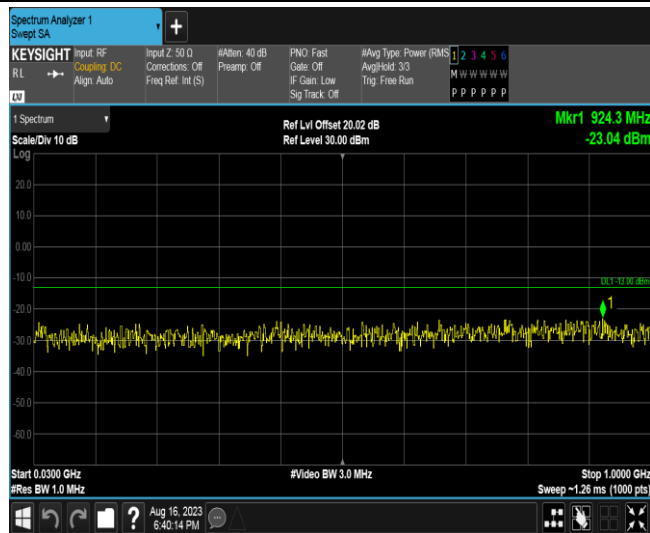 Spectrum Analyzer 1
Swept SA
+
KEYSIGHT
RL
Input: RF
Coupling: DC
Align: Auto
Input Z: 50 Ω
Corrections: Off
Freq Ref: Int (S)
#Atten: 40 dB
Preamp: Off
PNO: Fast
Gate: Off
IF Gain: Low
Sig Track: Off
#Avg Type: Power (RMS
Avg|Hold: 3/3
Trig: Free Run
1 2 3 4 5 6
M W W W W W
P P P P P P
1 Spectrum
Scale/Div 10 dB
Log
Ref Lvl Offset 20.02 dB
Ref Level 30.00 dBm
Mkr1 924.3 MHz
-23.04 dBm
20.0
10.0
0.00
-10.0
DL1 -13.00 dBm
-20.0
1
-30.0
-40.0
-50.0
-60.0
Start 0.0300 GHz
#Res BW 1.0 MHz
#Video BW 3.0 MHz
Stop 1.0000 GHz
Sweep ~1.26 ms (1000 pts)
?
Aug 16, 2023
6:40:14 PM